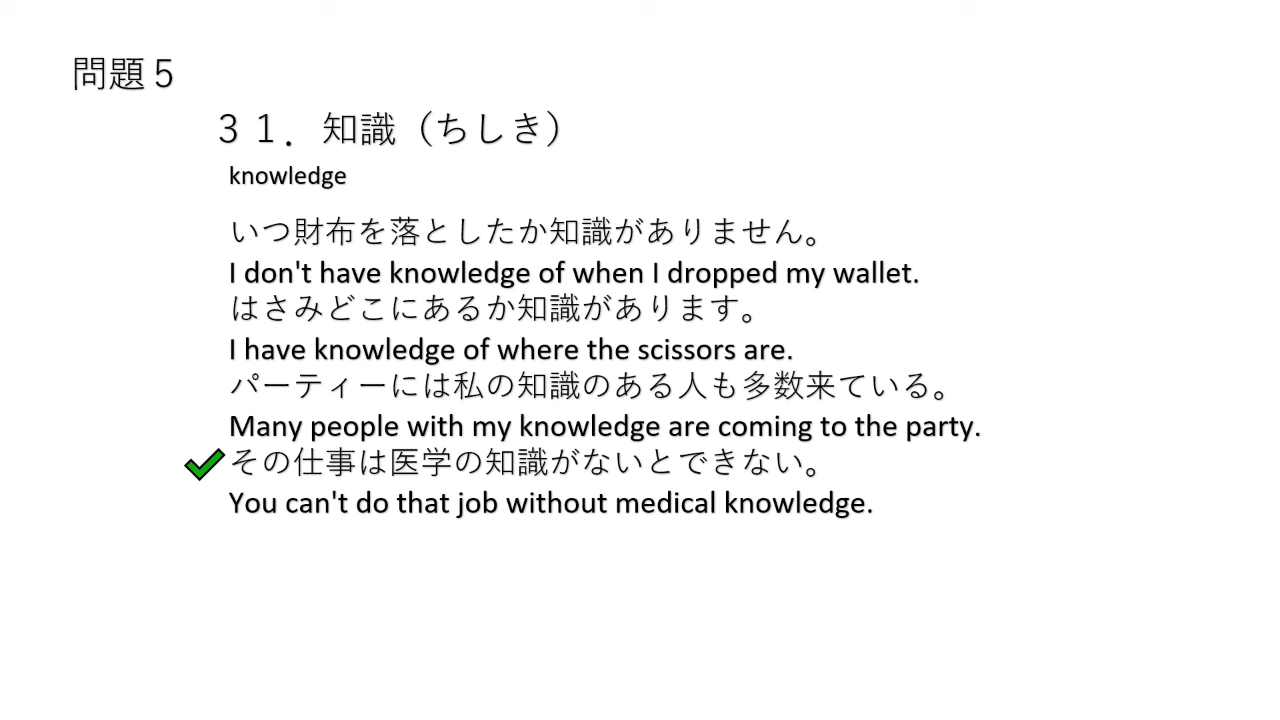 問題５
３１．知識（ちしき）
knowledge
いつ財布を落としたか知識がありません。
I don't have knowledge of when I dropped my wallet.
はさみどこにあるか知識があります。
I have knowledge of where the scissors are.
パーティーには私の知識のある人も多数来ている。
Many people with my knowledge are coming to the party.
その仕事は医学の知識がないとできない。
You can't do that job without medical knowledge.